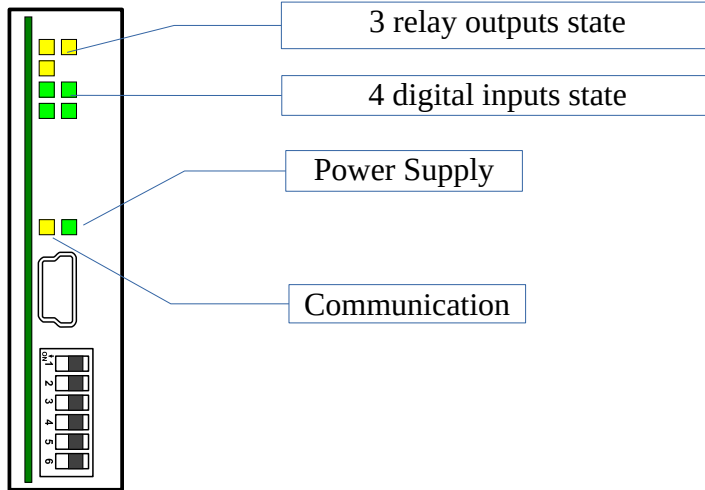 3 relay outputs state
4 digital inputs state
Power Supply
Communication
ON
1
2
3
4
5
6